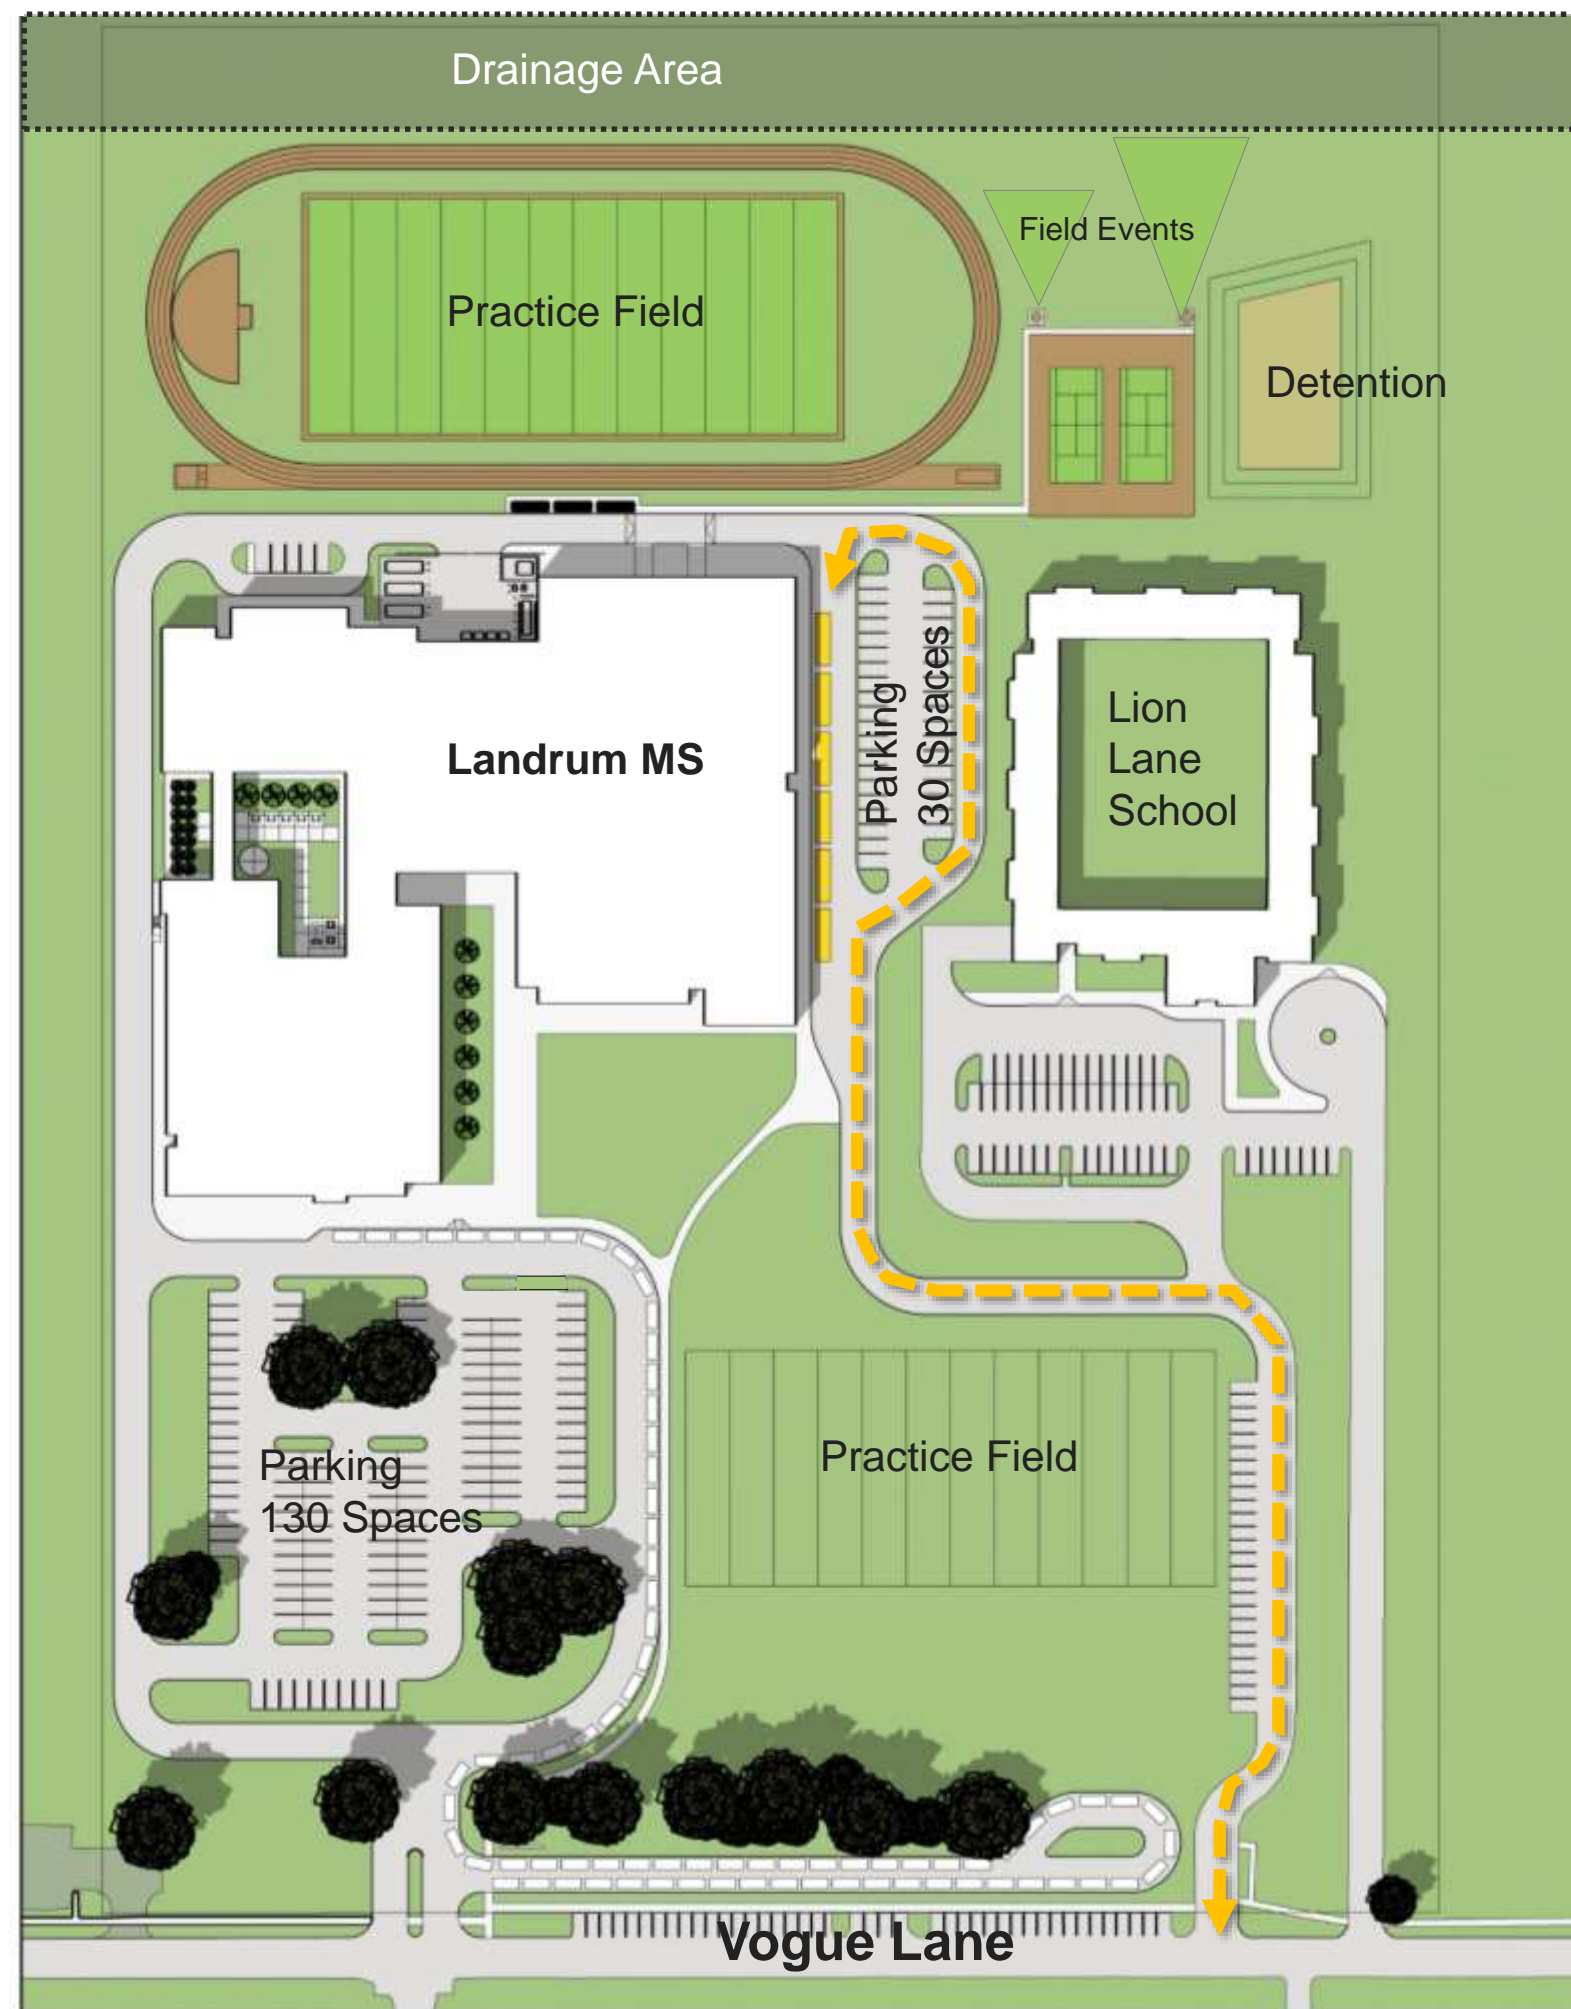 Drainage Area
Field Events
Practice Field
Detention
Parking
30 Spaces
Lion
Lane
School
Landrum MS
Practice Field
Parking
130 Spaces
Vogue Lane